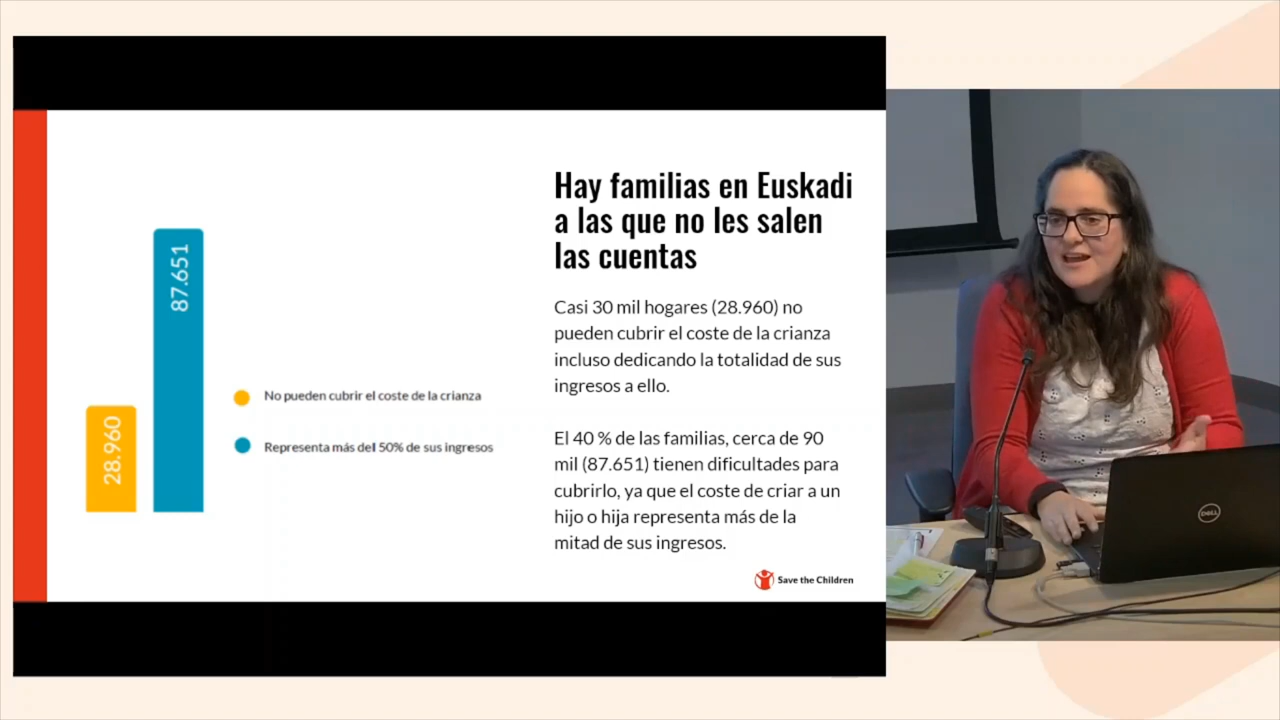 Hay familias en Euskadi
a las que no les salen
las cuentas
Casi 30 mil hogares (28.960) no
pueden cubrir el coste de la crianza
incluso dedicando la totalidad de sus
ingresos a ello.
El 40 % de las familias, cerca de 90
mil (87.651) tienen dificultades para
cubrirlo, ya que el coste de criar a un
hijo o hija representa más de la
mitad de sus ingresos.
28.960
87.651
No pueden cubrir el coste de la crianza
Representa más del 50% de sus ingresos
Save the Children
DELL